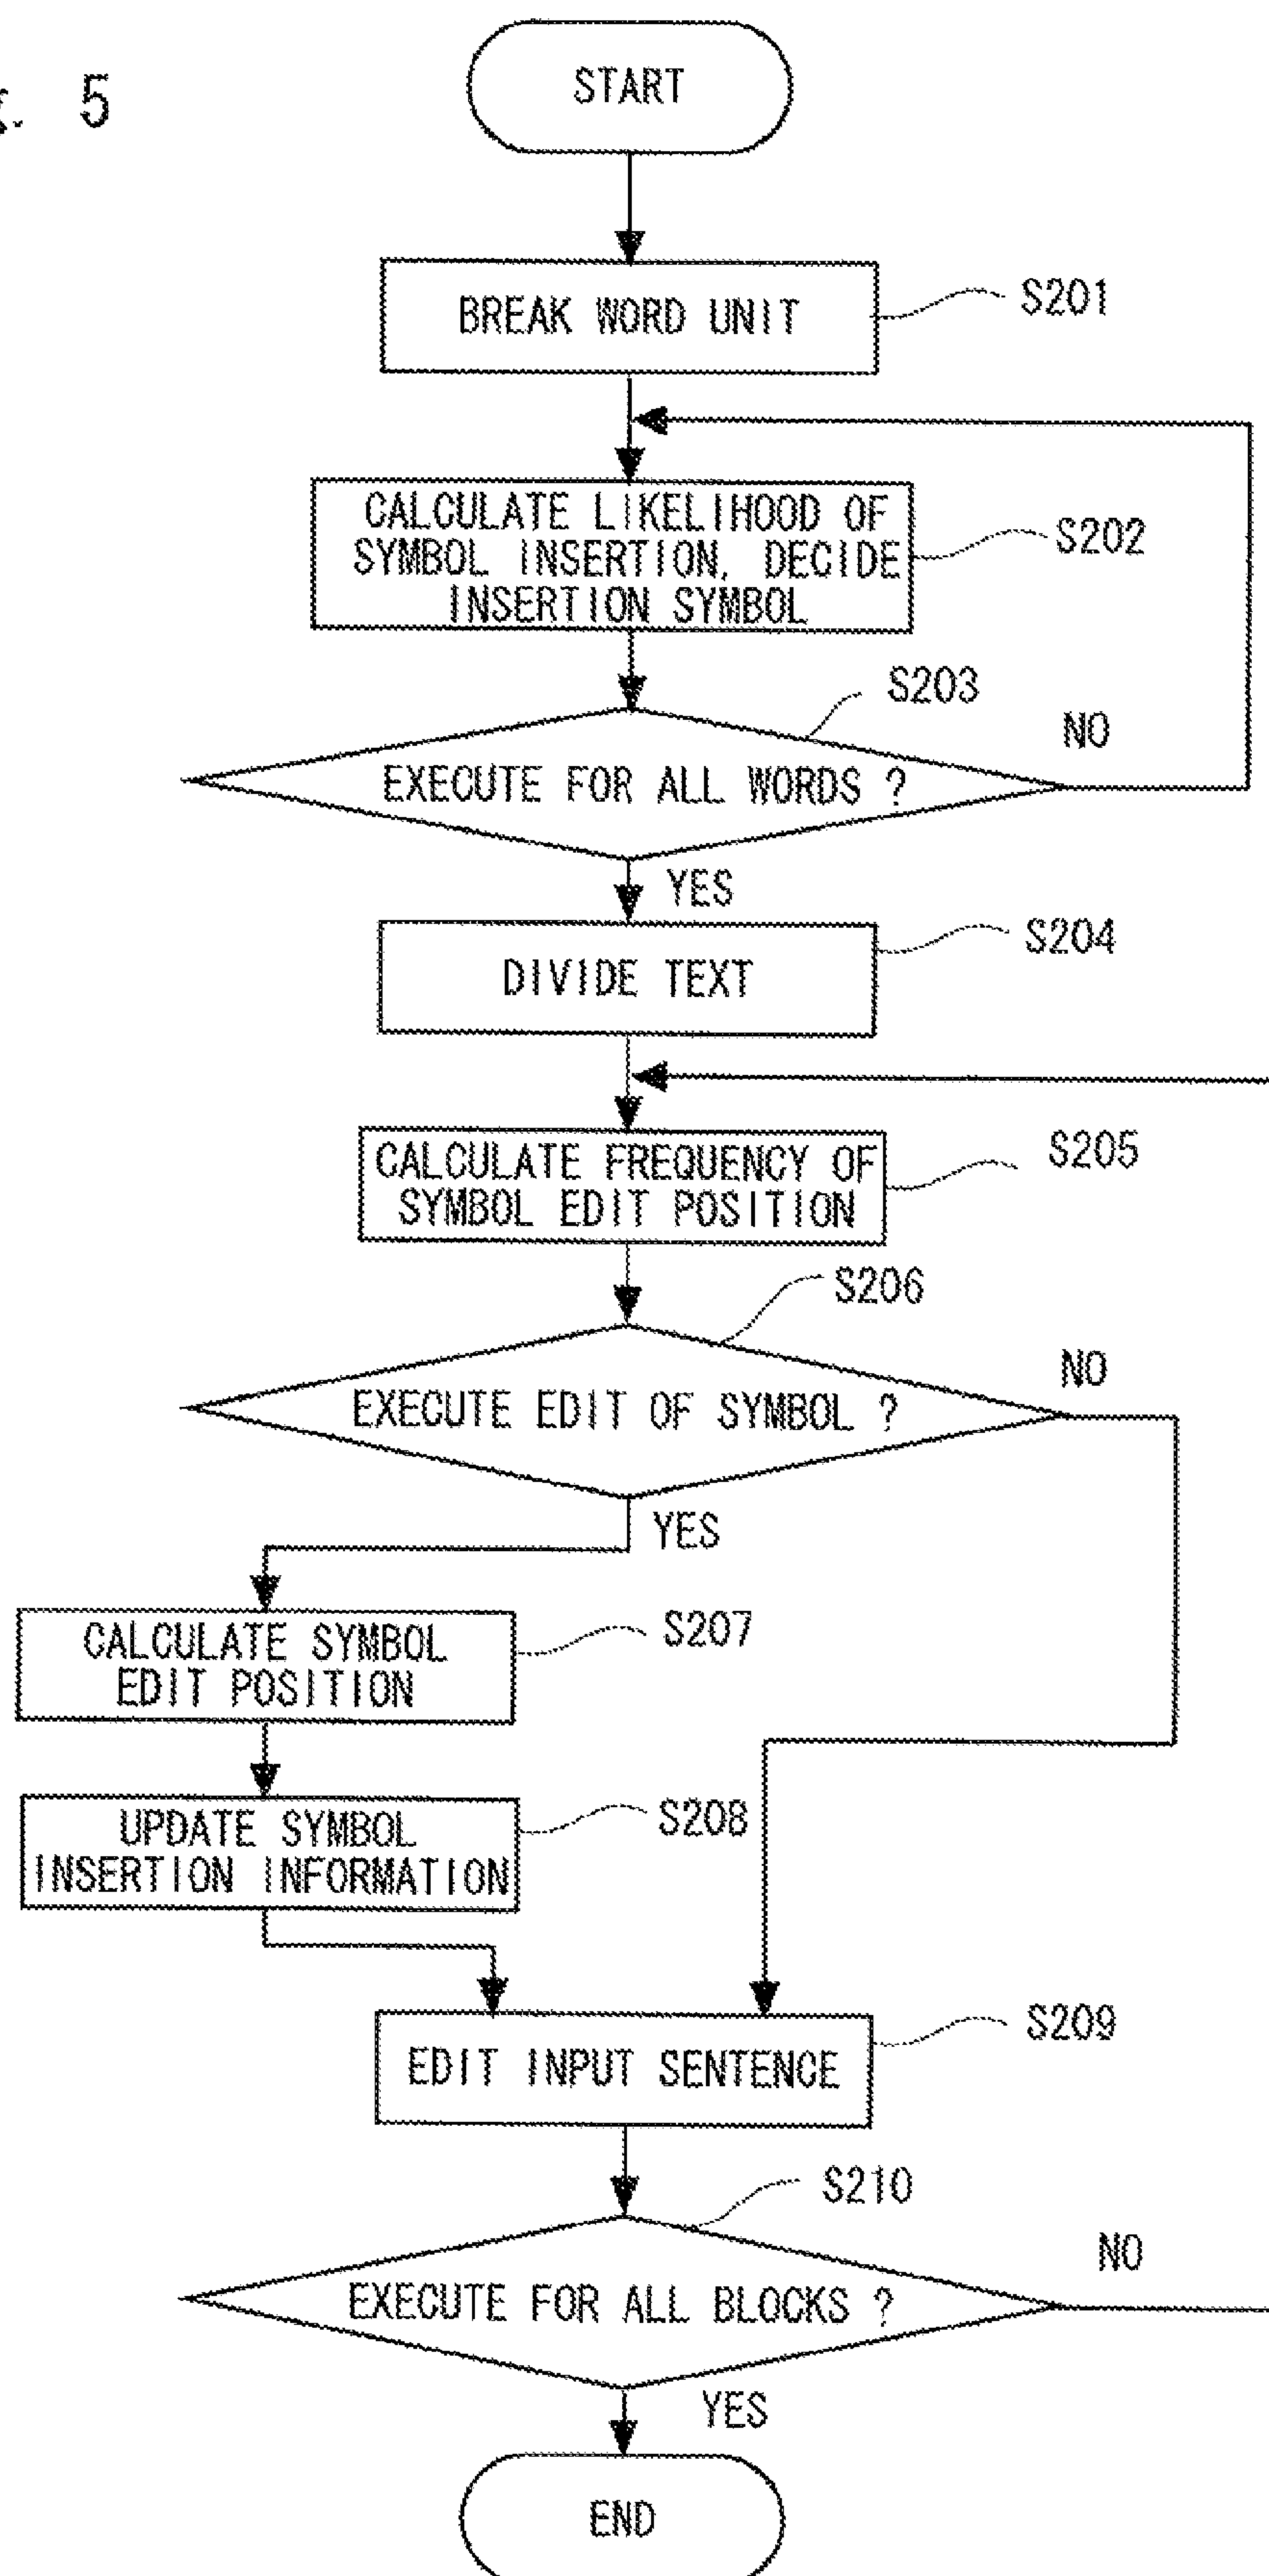 5
START
BREAK WORD UNIT
S201
CALCULATE LIKELIHOOD OF
SYMBOL INSERTION, DECIDE
INSERTION SYMBOL
S202
S203
NO
EXECUTE FOR ALL WORDS ?
YES
S204
DIVIDE TEXT
CALCULATE FREQUENCY OF
SYMBOL EDIT POSITION
S205
S206
NO
EXECUTE EDIT OF SYMBOL ?
YES
CALCULATE SYMBOL
EDIT POSITION
S207
UPDATE SYMBOL
INSERTION INFORMATION
S208
S209
EDIT INPUT SENTENCE
S210
NO
EXECUTE FOR ALL BLOCKS ?
YES
END